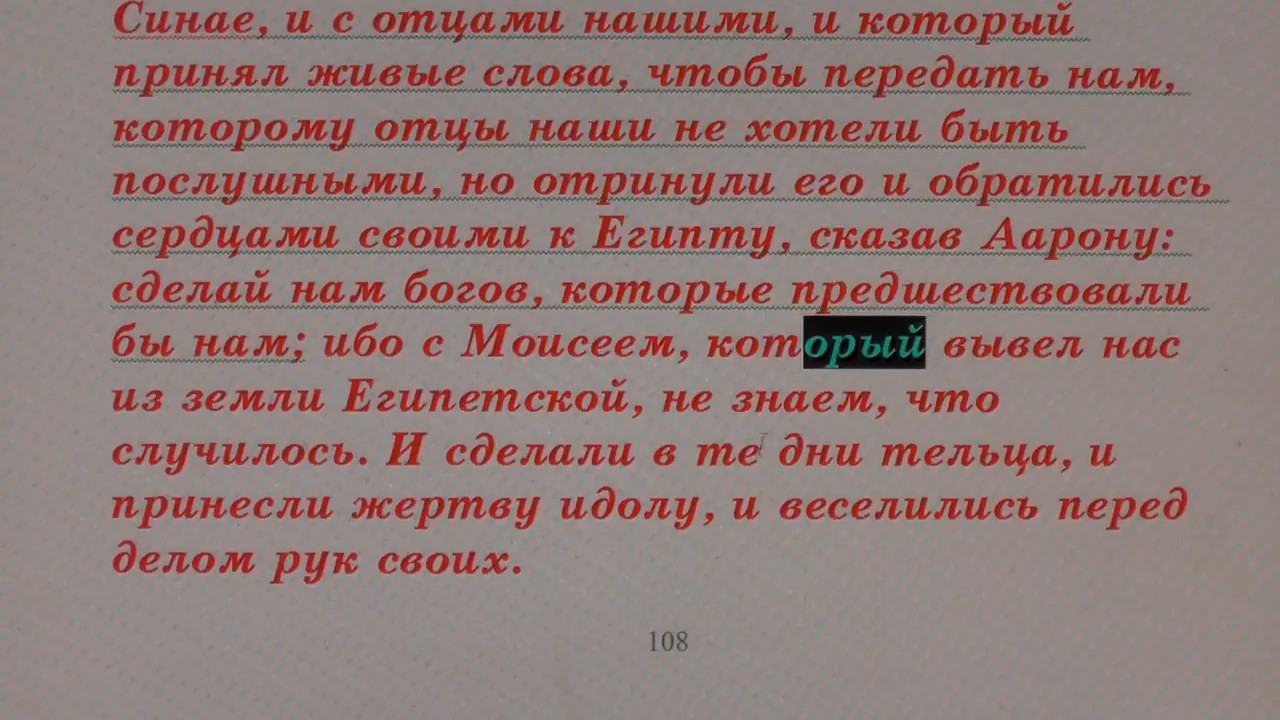 Синае, и с отцами нашими, и который
принял живые слова, чтобы передать нам,
которому отцы наши не хотели быть
послушными, но отринули его и обратились
сердцами своими к Египту, сказав Аарону:
сделай нам богов, которые предшествовали
бы нам; ибо с Моисеем, который вывел нас
из земли Египетской, не знаем, что
случилось. И сделали в те дни тельца, и
принесли жертву идолу, и веселились перед
делом рук своих.
108